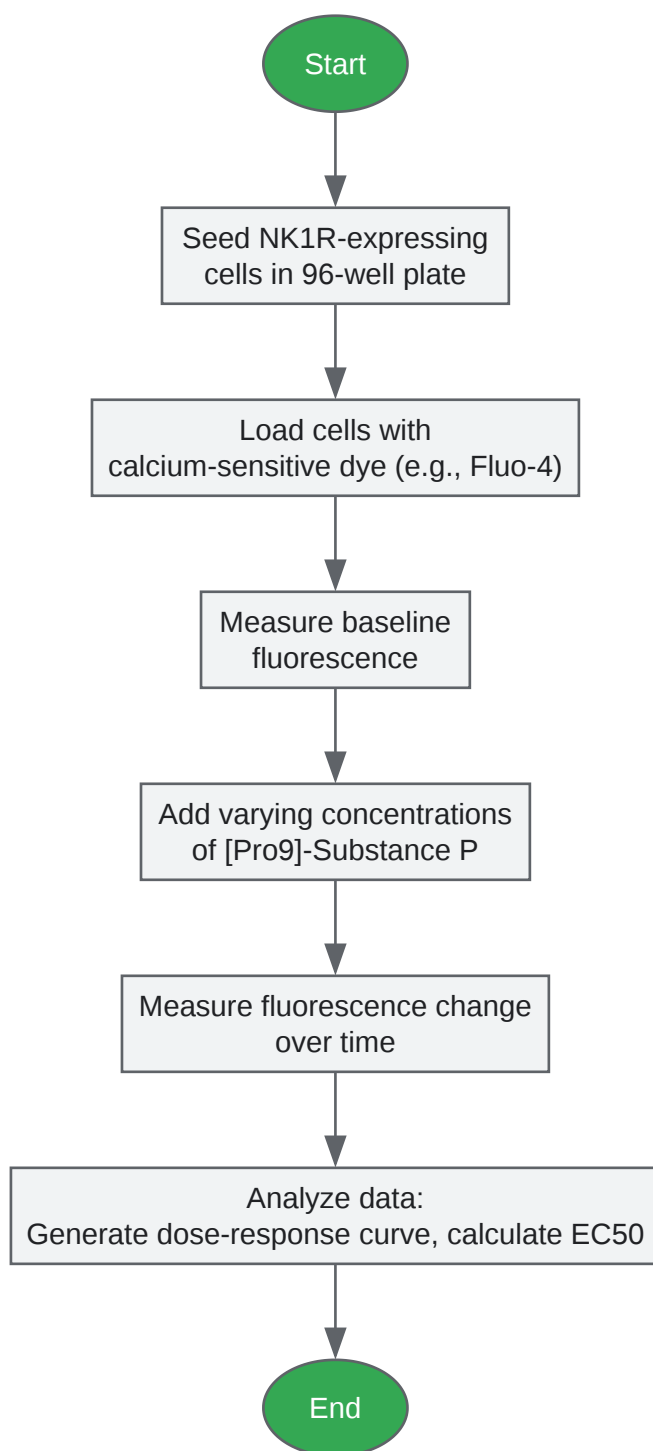 Start
Seed NK1R-expressing
cells in 96-well plate
Load cells with
calcium-sensitive dye (e.g., Fluo-4)
Measure baseline
fluorescence
Add varying concentrations
of [Pro9]-Substance P
Measure fluorescence change
over time
Analyze data:
Generate dose-response curve, calculate EC50
End